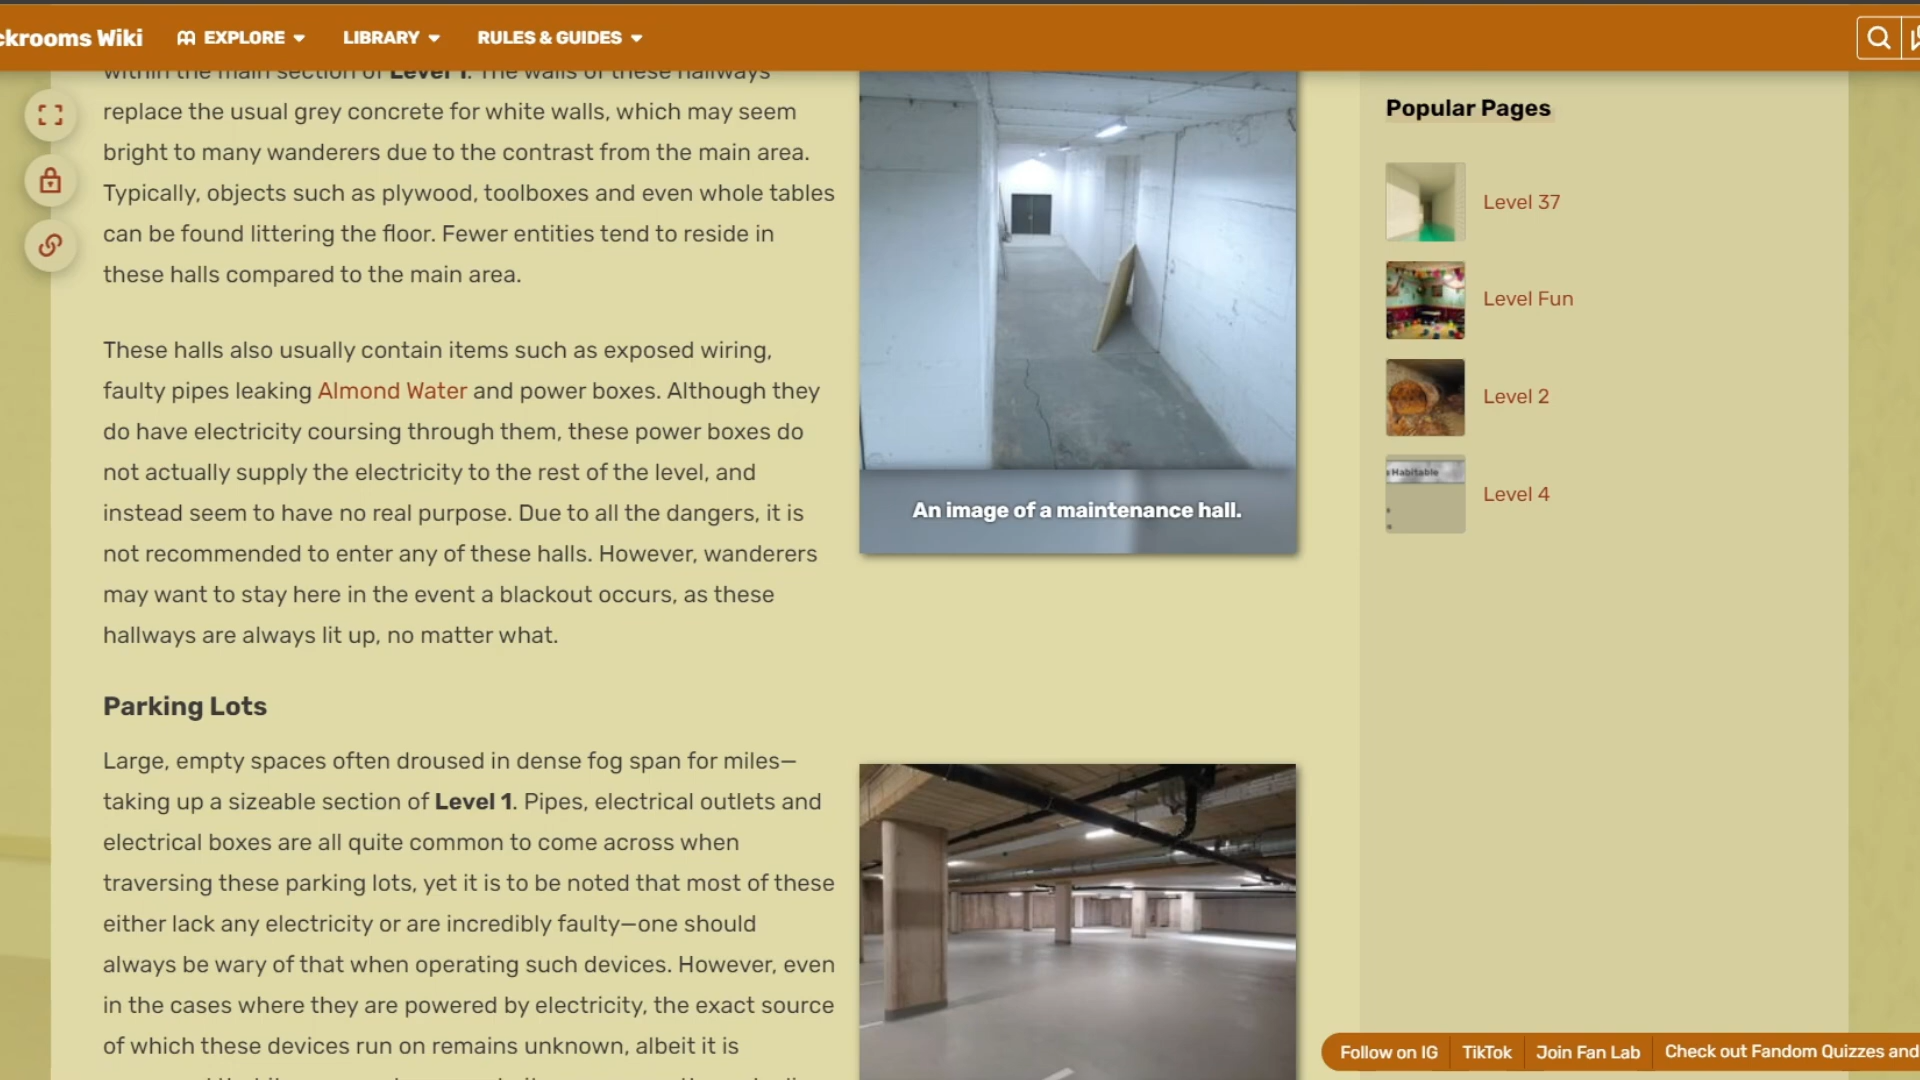 ckrooms Wiki EXPLORE LIBRARY RULES & GUIDES
within the main section of Level 1. The walls of these hallways
replace the usual grey concrete for white walls, which may seem
bright to many wanderers due to the contrast from the main area.
Typically, objects such as plywood, toolboxes and even whole tables
can be found littering the floor. Fewer entities tend to reside in
these halls compared to the main area.
These halls also usually contain items such as exposed wiring,
faulty pipes leaking Almond Water and power boxes. Although they
do have electricity coursing through them, these power boxes do
not actually supply the electricity to the rest of the level, and
instead seem to have no real purpose. Due to all the dangers, it is
not recommended to enter any of these halls. However, wanderers
may want to stay here in the event a blackout occurs, as these
hallways are always lit up, no matter what.
An image of a maintenance hall.
Parking Lots
Large, empty spaces often droused in dense fog span for miles—
taking up a sizeable section of Level 1. Pipes, electrical outlets and
electrical boxes are all quite common to come across when
traversing these parking lots, yet it is to be noted that most of these
either lack any electricity or are incredibly faulty—one should
always be wary of that when operating such devices. However, even
in the cases where they are powered by electricity, the exact source
of which these devices run on remains unknown, albeit it is
Popular Pages
Level 37
Level Fun
Level 2
Habitable
Level 4
Follow on IG TikTok Join Fan Lab Check out Fandom Quizzes and